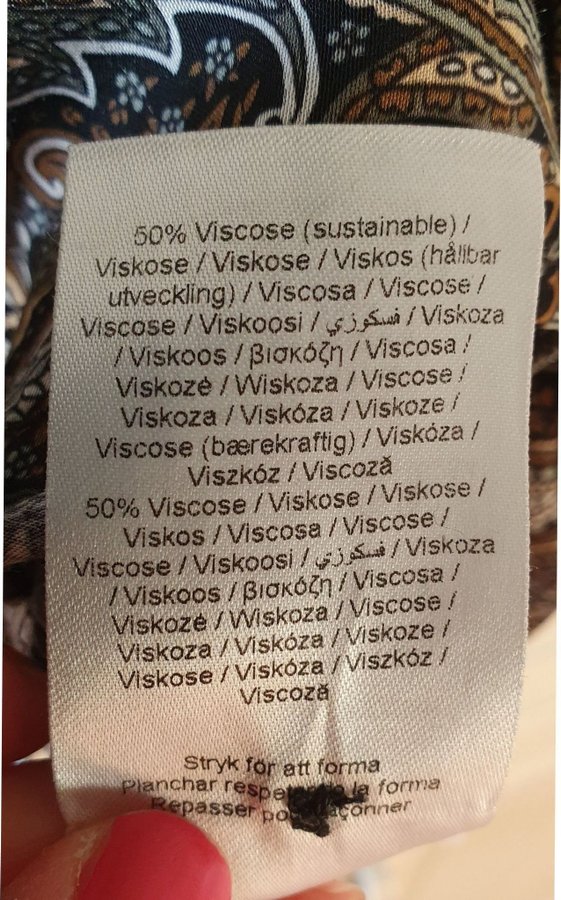 50% Viscose (sustainable) /
Viskose / Viskose / Viskos (hållbar
utveckling) / Viscosa / Viscose /
Viscose / Viskoosi / فسكوزي / Viskoza
/ Viskoos / βισκόζη / Viscosa /
Viskozė / Wiskoza / Viscose /
Viskoza / Viskóza / Viskoze /
Viscose (bærekraftig) / Viskóza /
Viszkóz / Viscoză
50% Viscose / Viskose / Viskose /
Viskos / Viscosa / Viscose /
Viscose / Viskoosi / فسكوزي / Viskoza
/ Viskoos / βισκόζη / Viscosa /
Viskozė / Wiskoza / Viscose /
Viskoza / Viskóza / Viskoze /
Viskose / Viskóza / Viszkóz /
Viscoză
Stryk för att forma
Planchar la forma
Repasser